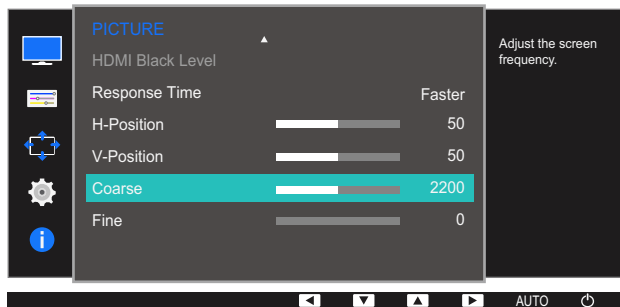 PICTURE
HDMI Black Level
Response Time Faster
H-Position 50
V-Position 50
Coarse 2200
Fine 0
Adjust the screen
frequency.
AUTO